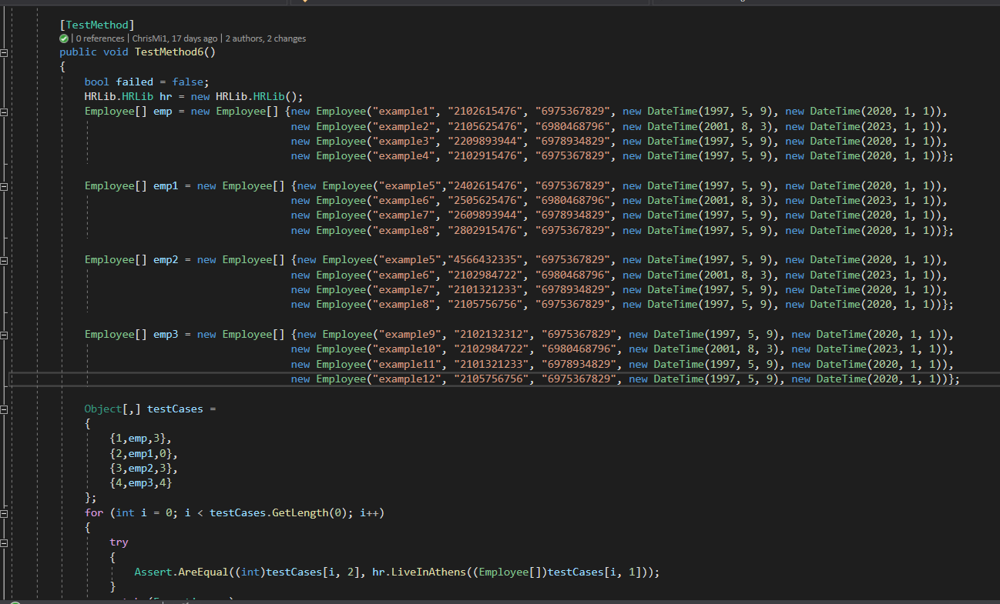 [TestMethod]
| 0 references | ChrisMi1, 17 days ago | 2 authors, 2 changes
public void TestMethod6()
{
bool failed = false;
HRLib.HRLib hr = new HRLib.HRLib();
Employee[] emp = new Employee[] {new Employee("example1", "2102615476", "6975367829", new DateTime(1997, 5, 9), new DateTime(2020, 1, 1)),
new Employee("example2", "2105625476", "6980468796", new DateTime(2001, 8, 3), new DateTime(2023, 1, 1)),
new Employee("example3", "2209893944", "6978934829", new DateTime(1997, 5, 9), new DateTime(2020, 1, 1)),
new Employee("example4", "2102915476", "6975367829", new DateTime(1997, 5, 9), new DateTime(2020, 1, 1))};
Employee[] emp1 = new Employee[] {new Employee("example5","2402615476", "6975367829", new DateTime(1997, 5, 9), new DateTime(2020, 1, 1)),
new Employee("example6", "2505625476", "6980468796", new DateTime(2001, 8, 3), new DateTime(2023, 1, 1)),
new Employee("example7", "2609893944", "6978934829", new DateTime(1997, 5, 9), new DateTime(2020, 1, 1)),
new Employee("example8", "2802915476", "6975367829", new DateTime(1997, 5, 9), new DateTime(2020, 1, 1))};
Employee[] emp2 = new Employee[] {new Employee("example5","4566432335", "6975367829", new DateTime(1997, 5, 9), new DateTime(2020, 1, 1)),
new Employee("example6", "2102984722", "6980468796", new DateTime(2001, 8, 3), new DateTime(2023, 1, 1)),
new Employee("example7", "2101321233", "6978934829", new DateTime(1997, 5, 9), new DateTime(2020, 1, 1)),
new Employee("example8", "2105756756", "6975367829", new DateTime(1997, 5, 9), new DateTime(2020, 1, 1))};
Employee[] emp3 = new Employee[] {new Employee("example9", "2102132312", "6975367829", new DateTime(1997, 5, 9), new DateTime(2020, 1, 1)),
new Employee("example10", "2102984722", "6980468796", new DateTime(2001, 8, 3), new DateTime(2023, 1, 1)),
new Employee("example11", "2101321233", "6978934829", new DateTime(1997, 5, 9), new DateTime(2020, 1, 1)),
new Employee("example12", "2105756756", "6975367829", new DateTime(1997, 5, 9), new DateTime(2020, 1, 1))};
Object[,] testCases =
{
{1,emp,3},
{2,emp1,0},
{3,emp2,3},
{4,emp3,4}
};
for (int i = 0; i < testCases.GetLength(0); i++)
{
try
{
Assert.AreEqual((int)testCases[i, 2], hr.LiveInAthens((Employee[])testCases[i, 1]));
}